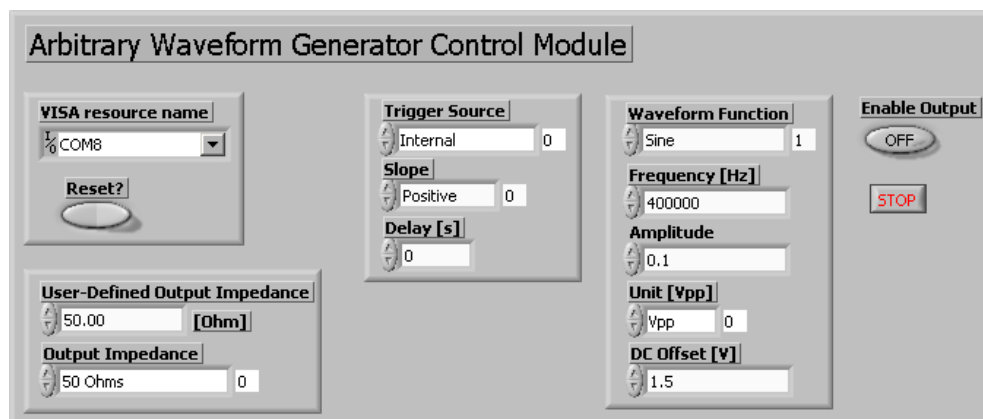 Arbitrary Waveform Generator Control Module
VISA resource name
I/O COM8
Reset?
User-Defined Output Impedance
50.00 [Ohm]
Output Impedance
50 Ohms 0
Trigger Source
Internal 0
Slope
Positive 0
Delay [s]
0
Waveform Function
Sine 1
Frequency [Hz]
400000
Amplitude
0.1
Unit [Vpp]
Vpp 0
DC Offset [V]
1.5
Enable Output
OFF
STOP